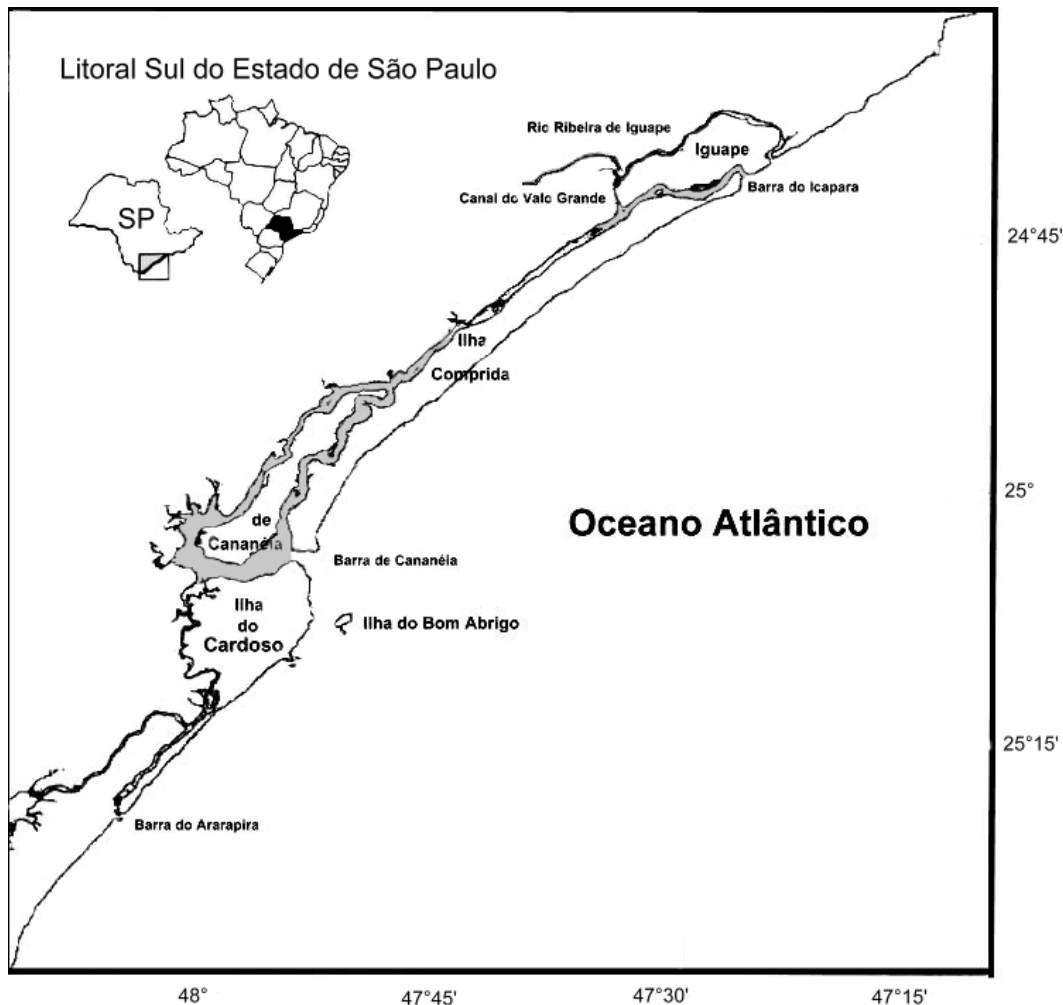 Litoral Sul do Estado de São Paulo
SP
Rio Ribeira de Iguape
Iguape
Canal do Valo Grande
Barra do Icapara
24°45'
Ilha
Comprida
25°
Oceano Atlântico
de
Cananéia
Barra de Cananéia
Ilha
do
Cardoso
Ilha do Bom Abrigo
25°15'
Barra do Ararapira
48°
47°45'
47°30'
47°15'